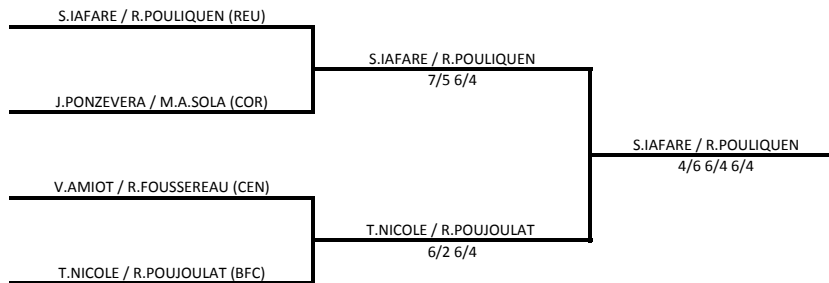 S.IAFARE / R.POULIQUEN (REU)
S.IAFARE / R.POULIQUEN
7/5 6/4
J.PONZEVERA / M.A.SOLA (COR)
S.IAFARE / R.POULIQUEN
4/6 6/4 6/4
V.AMIOT / R.FOUSSEREAU (CEN)
T.NICOLE / R.POUJOULAT
6/2 6/4
T.NICOLE / R.POUJOULAT (BFC)